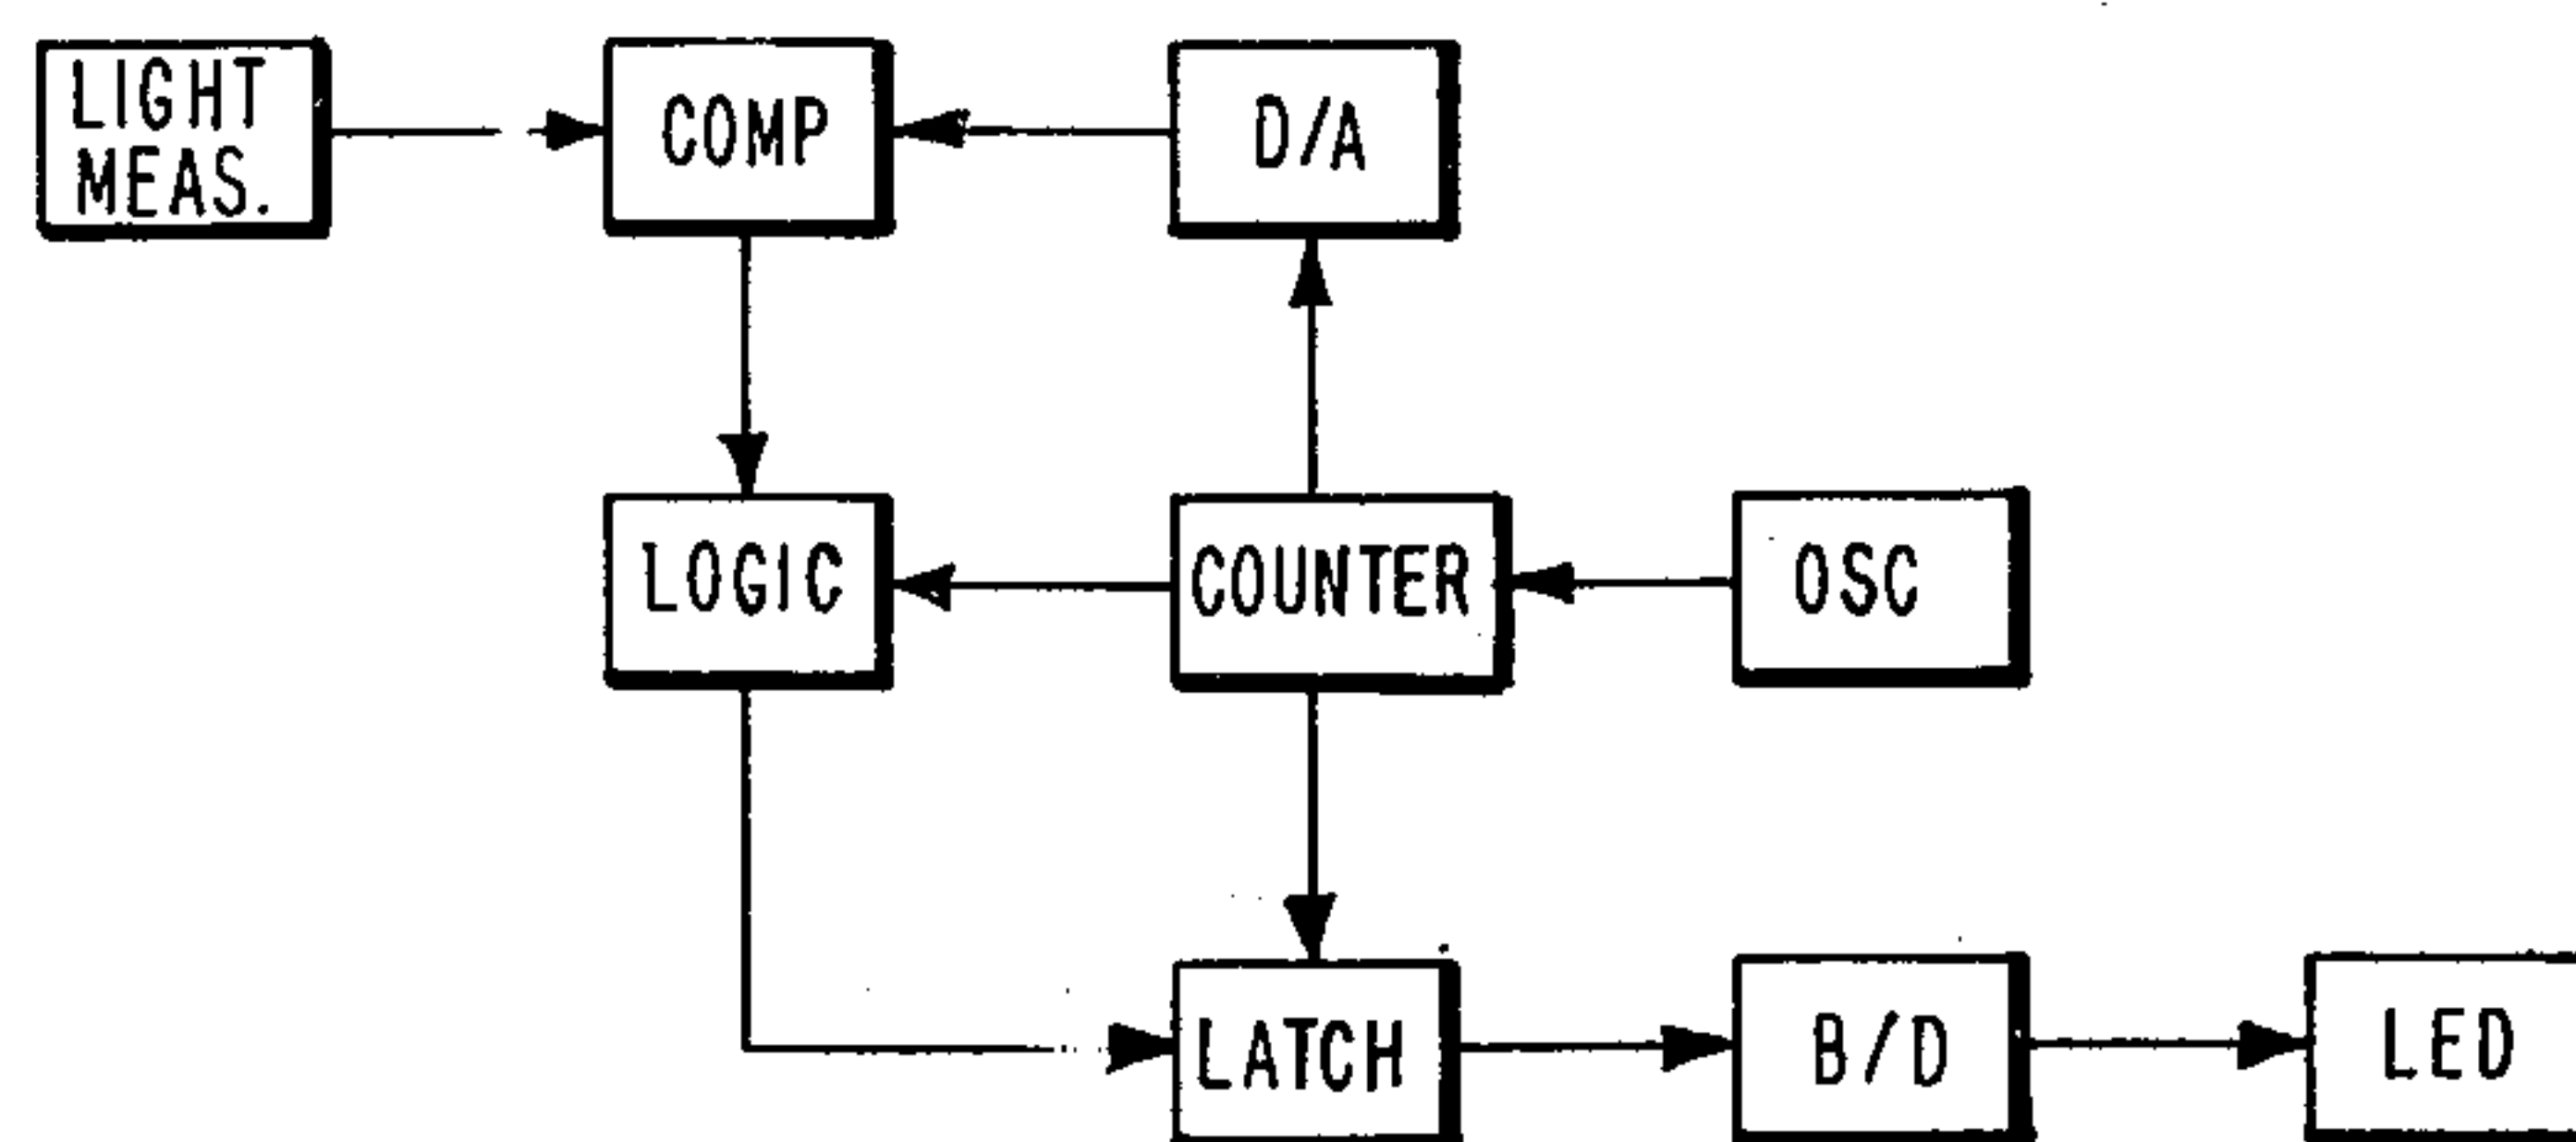 LIGHT
MEAS.
COMP
D/A
LOGIC
COUNTER
OSC
LATCH
B/D
LED